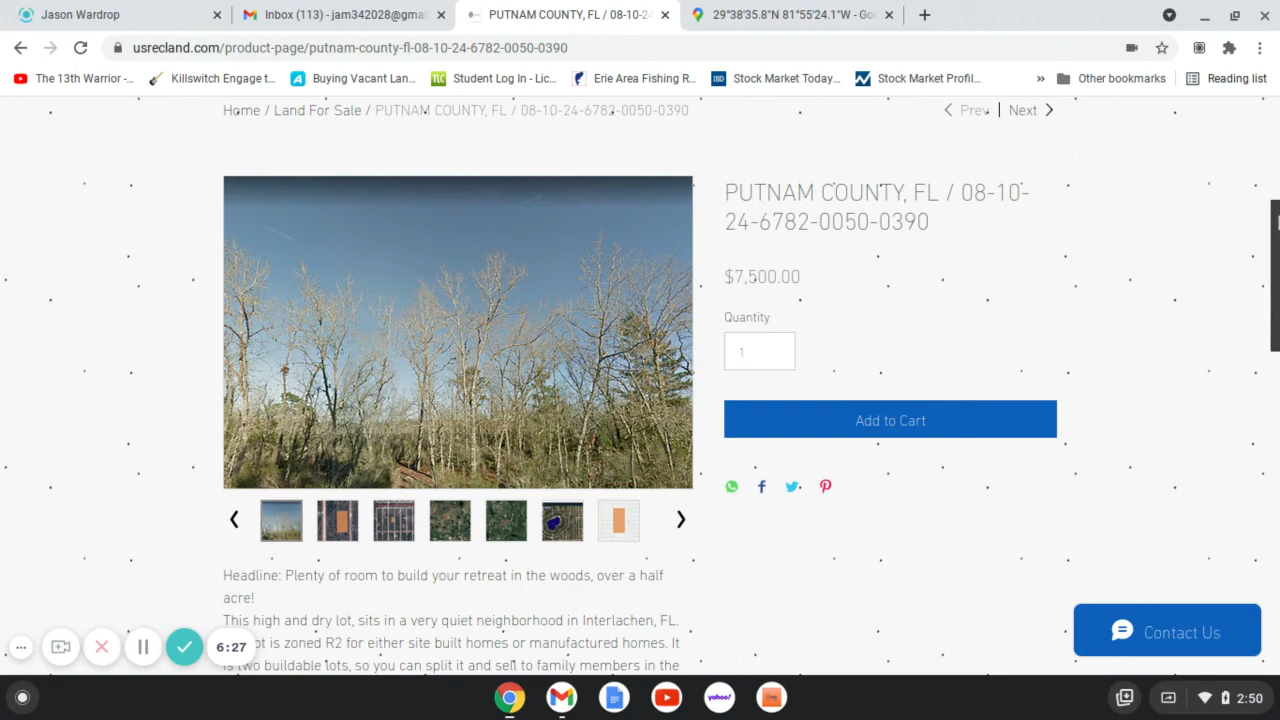 Jason Wardrop
Inbox (113) - jam342028@gmai
PUTNAM COUNTY, FL / 08-10-24
29°38'35.8"N 81°55'24.1"W - Goo
usrecland.com/product-page/putnam-county-fl-08-10-24-6782-0050-0390
The 13th Warrior -...
Killswitch Engage t...
Buying Vacant Lan...
TLC
Student Log In - Lic...
Erie Area Fishing R...
IBD
Stock Market Today...
Stock Market Profil...
»
Other bookmarks
Reading list
Home / Land For Sale / PUTNAM COUNTY, FL / 08-10-24-6782-0050-0390
Prev | Next
PUTNAM COUNTY, FL / 08-10-
24-6782-0050-0390
$7,500.00
Quantity
1
Add to Cart
Headline: Plenty of room to build your retreat in the woods, over a half
acre!
This high and dry lot, sits in a very quiet neighborhood in Interlachen, FL.
ot is zoned R2 for either site built homes or manufactured homes. It
is two buildable lots, so you can split it and sell to family members in the
Contact Us
6:27
yahoo!
2:50